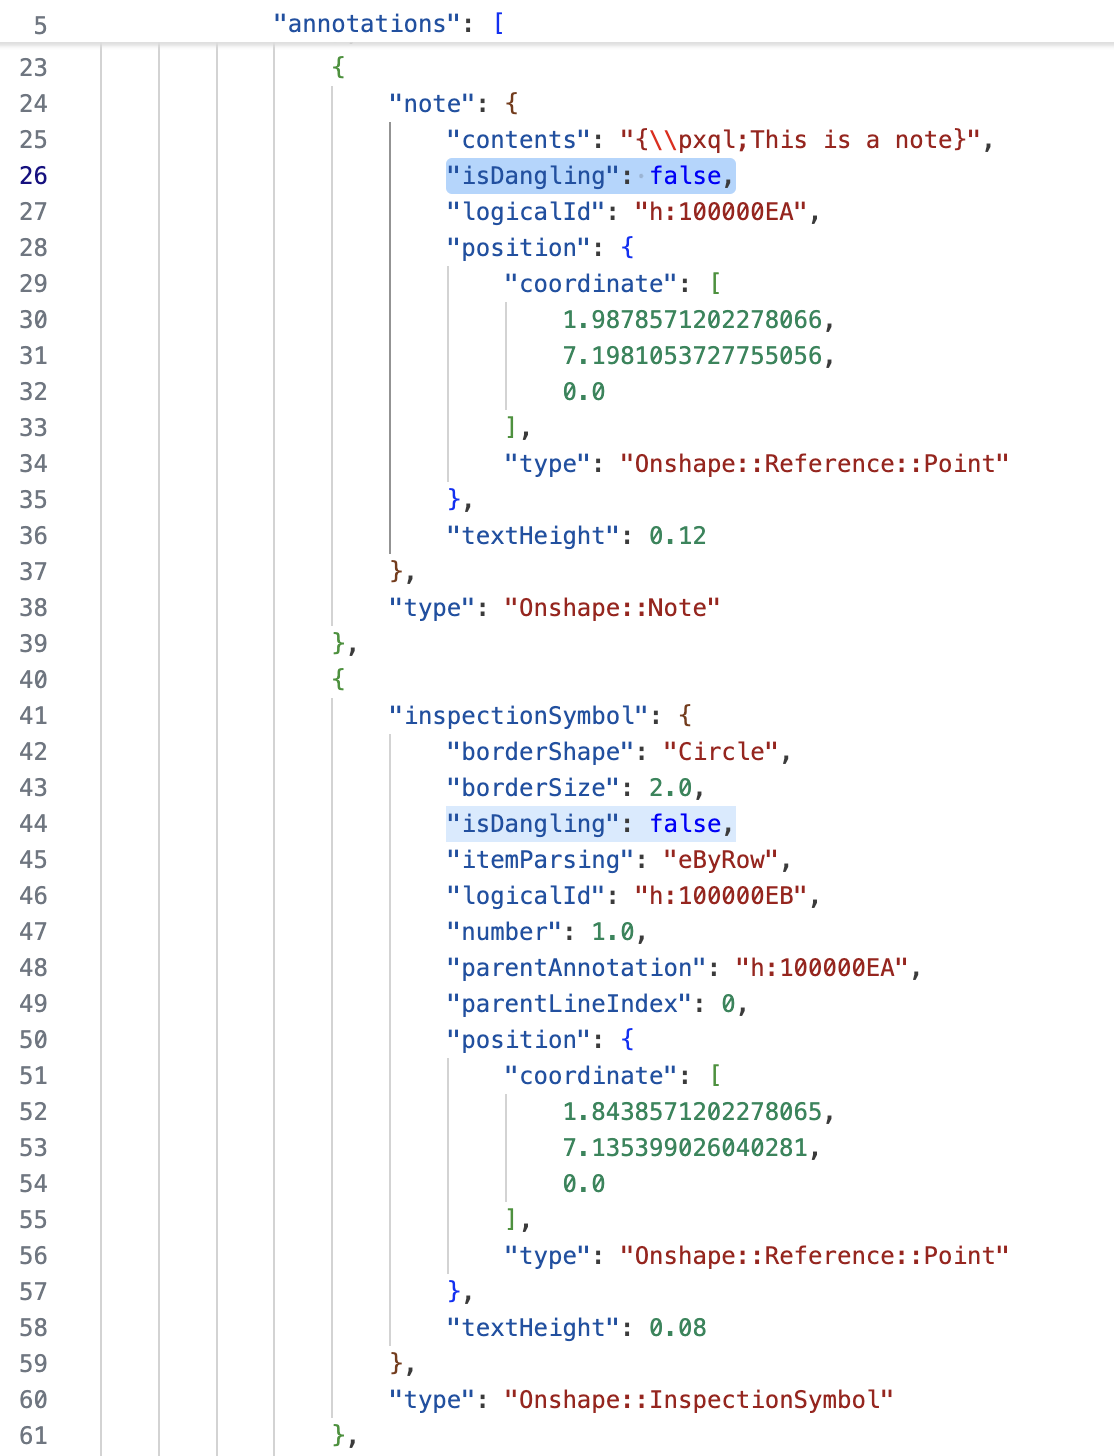 5 "annotations": [
23 {
24 "note": {
25 "contents": "{\\pxql;This is a note}",
26 "isDangling": false,
27 "logicalId": "h:100000EA",
28 "position": {
29 "coordinate": [
30 1.9878571202278066,
31 7.1981053727755056,
32 0.0
33 ],
34 "type": "Onshape::Reference::Point"
35 },
36 "textHeight": 0.12
37 },
38 "type": "Onshape::Note"
39 },
40 {
41 "inspectionSymbol": {
42 "borderShape": "Circle",
43 "borderSize": 2.0,
44 "isDangling": false,
45 "itemParsing": "eByRow",
46 "logicalId": "h:100000EB",
47 "number": 1.0,
48 "parentAnnotation": "h:100000EA",
49 "parentLineIndex": 0,
50 "position": {
51 "coordinate": [
52 1.8438571202278065,
53 7.135399026040281,
54 0.0
55 ],
56 "type": "Onshape::Reference::Point"
57 },
58 "textHeight": 0.08
59 },
60 "type": "Onshape::InspectionSymbol"
61 },